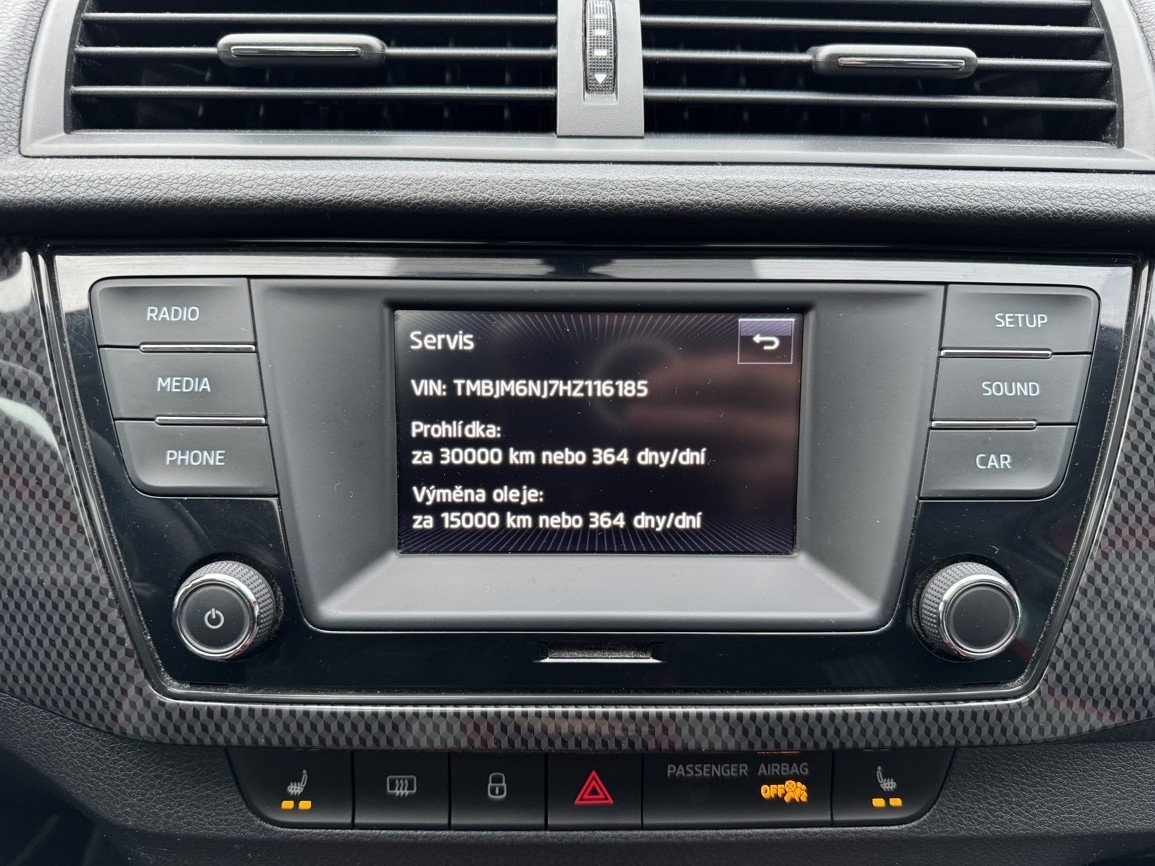 RADIO
MEDIA
PHONE
Servis
VIN: TMBJM6NJ7HZ116185
Prohlídka:
za 30000 km nebo 364 dny/dní
Výměna oleje:
za 15000 km nebo 364 dny/dní
SETUP
SOUND
CAR
PASSENGER AIRBAG
OFF